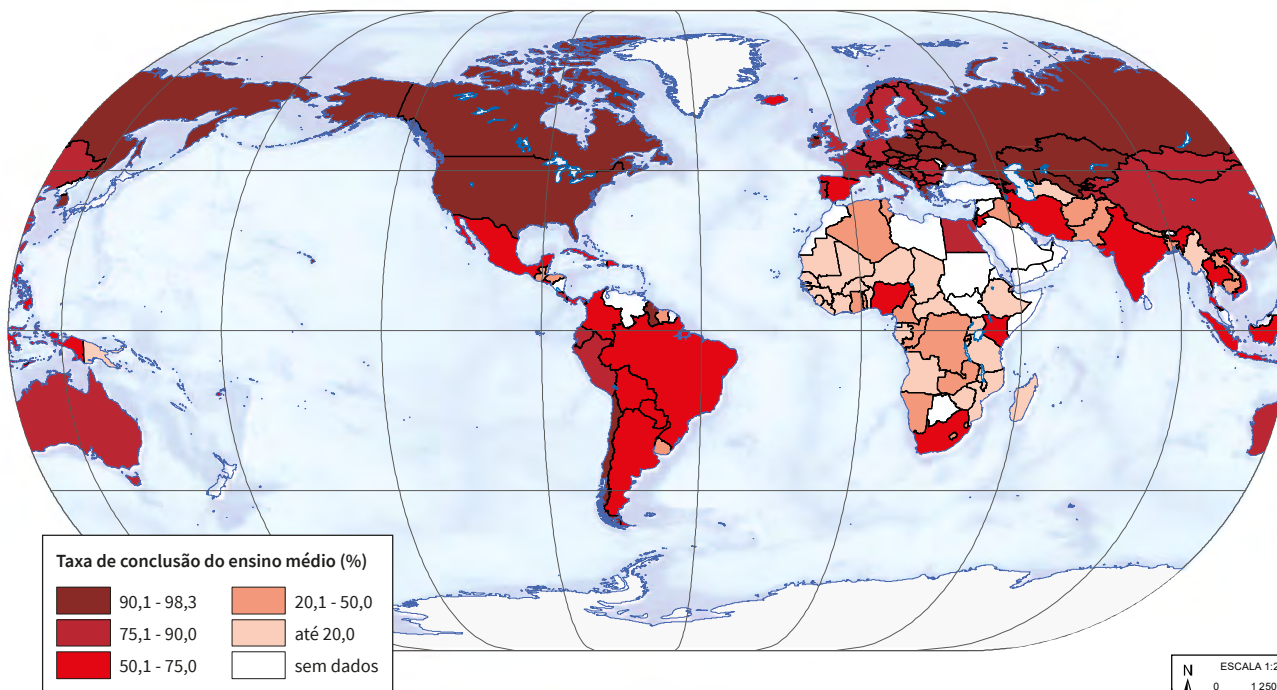 Taxa de conclusão do ensino médio (%)
90,1 - 98,3
20,1 - 50,0
75,1 - 90,0
até 20,0
50,1 - 75,0
sem dados
N
ESCALA 1:2
0 1 250